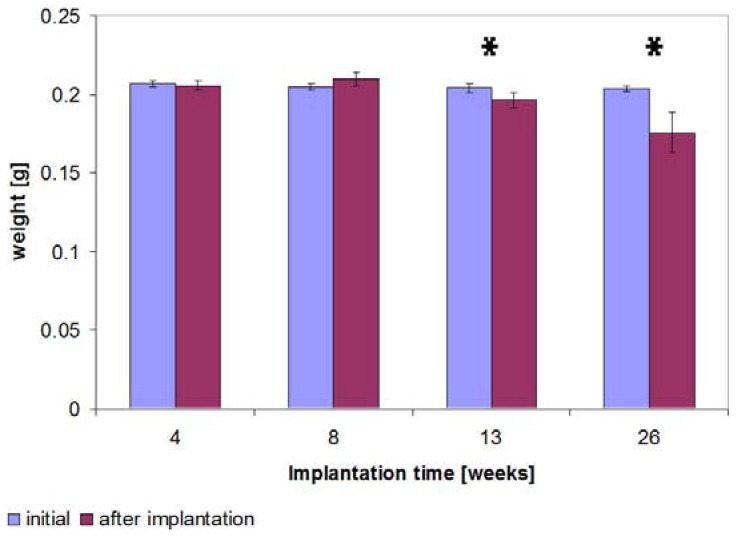 0.25
0.2
0.15
0.1
0.05
0
weight [g]
* *
4 8 13 26
Implantation time [weeks]
initial after implantation